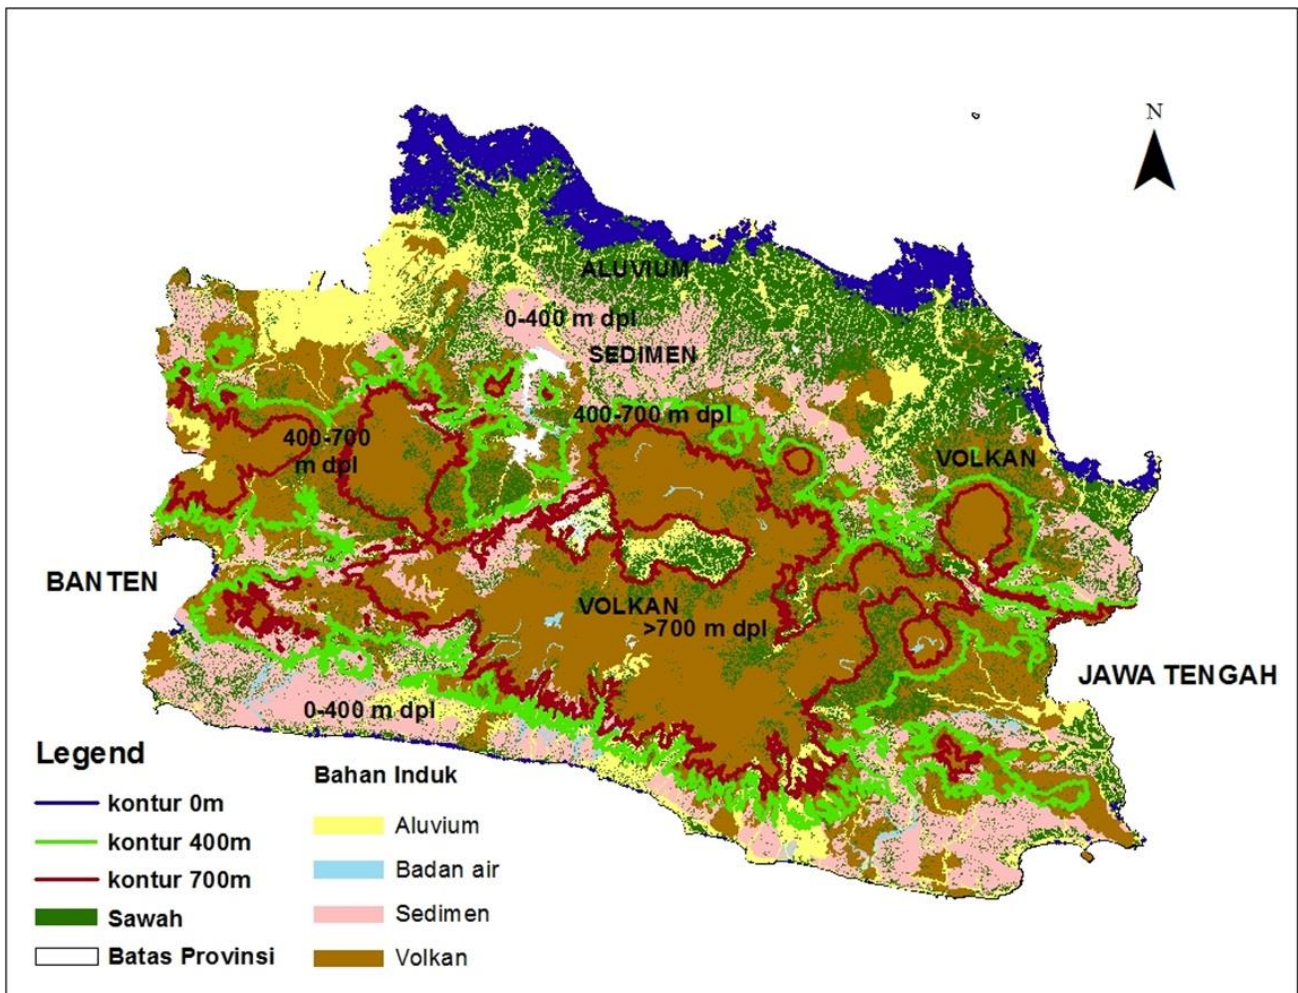 N
ALUVIUM
0-400 m dpl
SEDIMEN
400-700 m dpl
400-700
m dpl
VOLKAN
BANTEN
VOLKAN
>700 m dpl
JAWA TENGAH
0-400 m dpl
Legend
kontur 0m
kontur 400m
kontur 700m
Sawah
Batas Provinsi
Bahan Induk
Aluvium
Badan air
Sedimen
Volkan